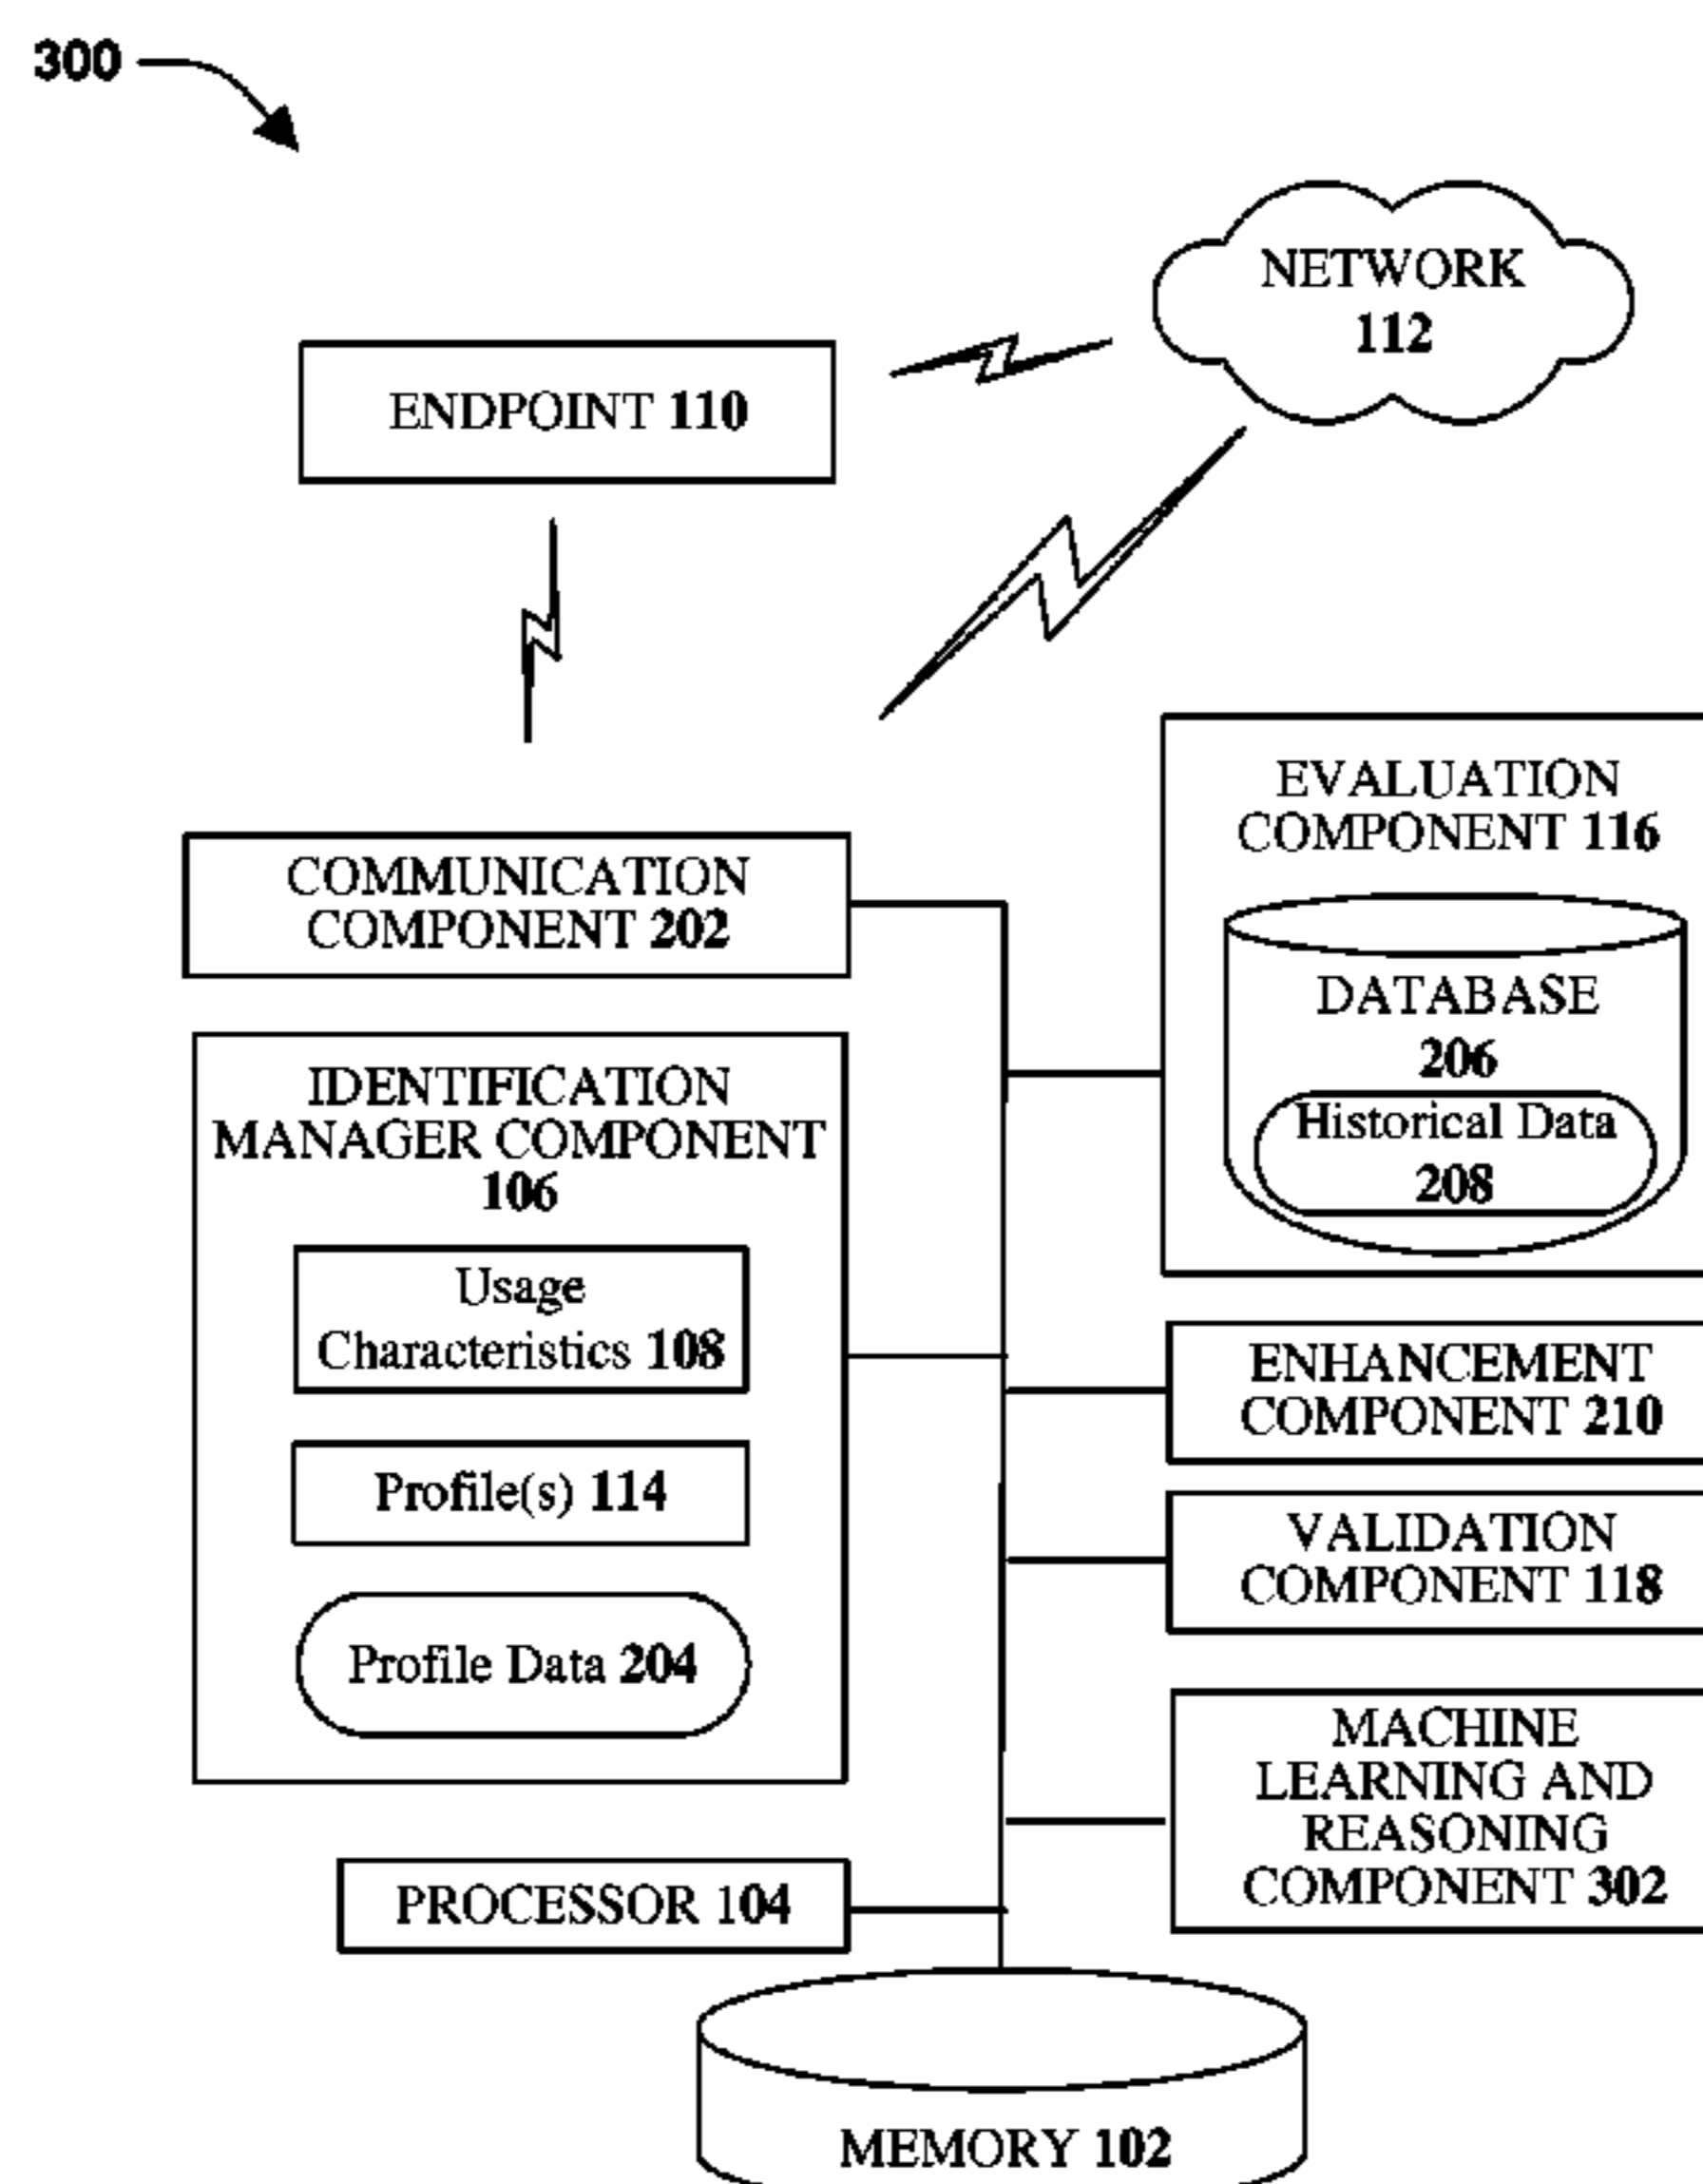 300
NETWORK
112
ENDPOINT 110
EVALUATION
COMPONENT 116
COMMUNICATION
COMPONENT 202
DATABASE
206
Historical Data
208
IDENTIFICATION
MANAGER COMPONENT
106
Usage
Characteristics 108
Profile(s) 114
Profile Data 204
ENHANCEMENT
COMPONENT 210
VALIDATION
COMPONENT 118
MACHINE
LEARNING AND
REASONING
COMPONENT 302
PROCESSOR 104
MEMORY 102